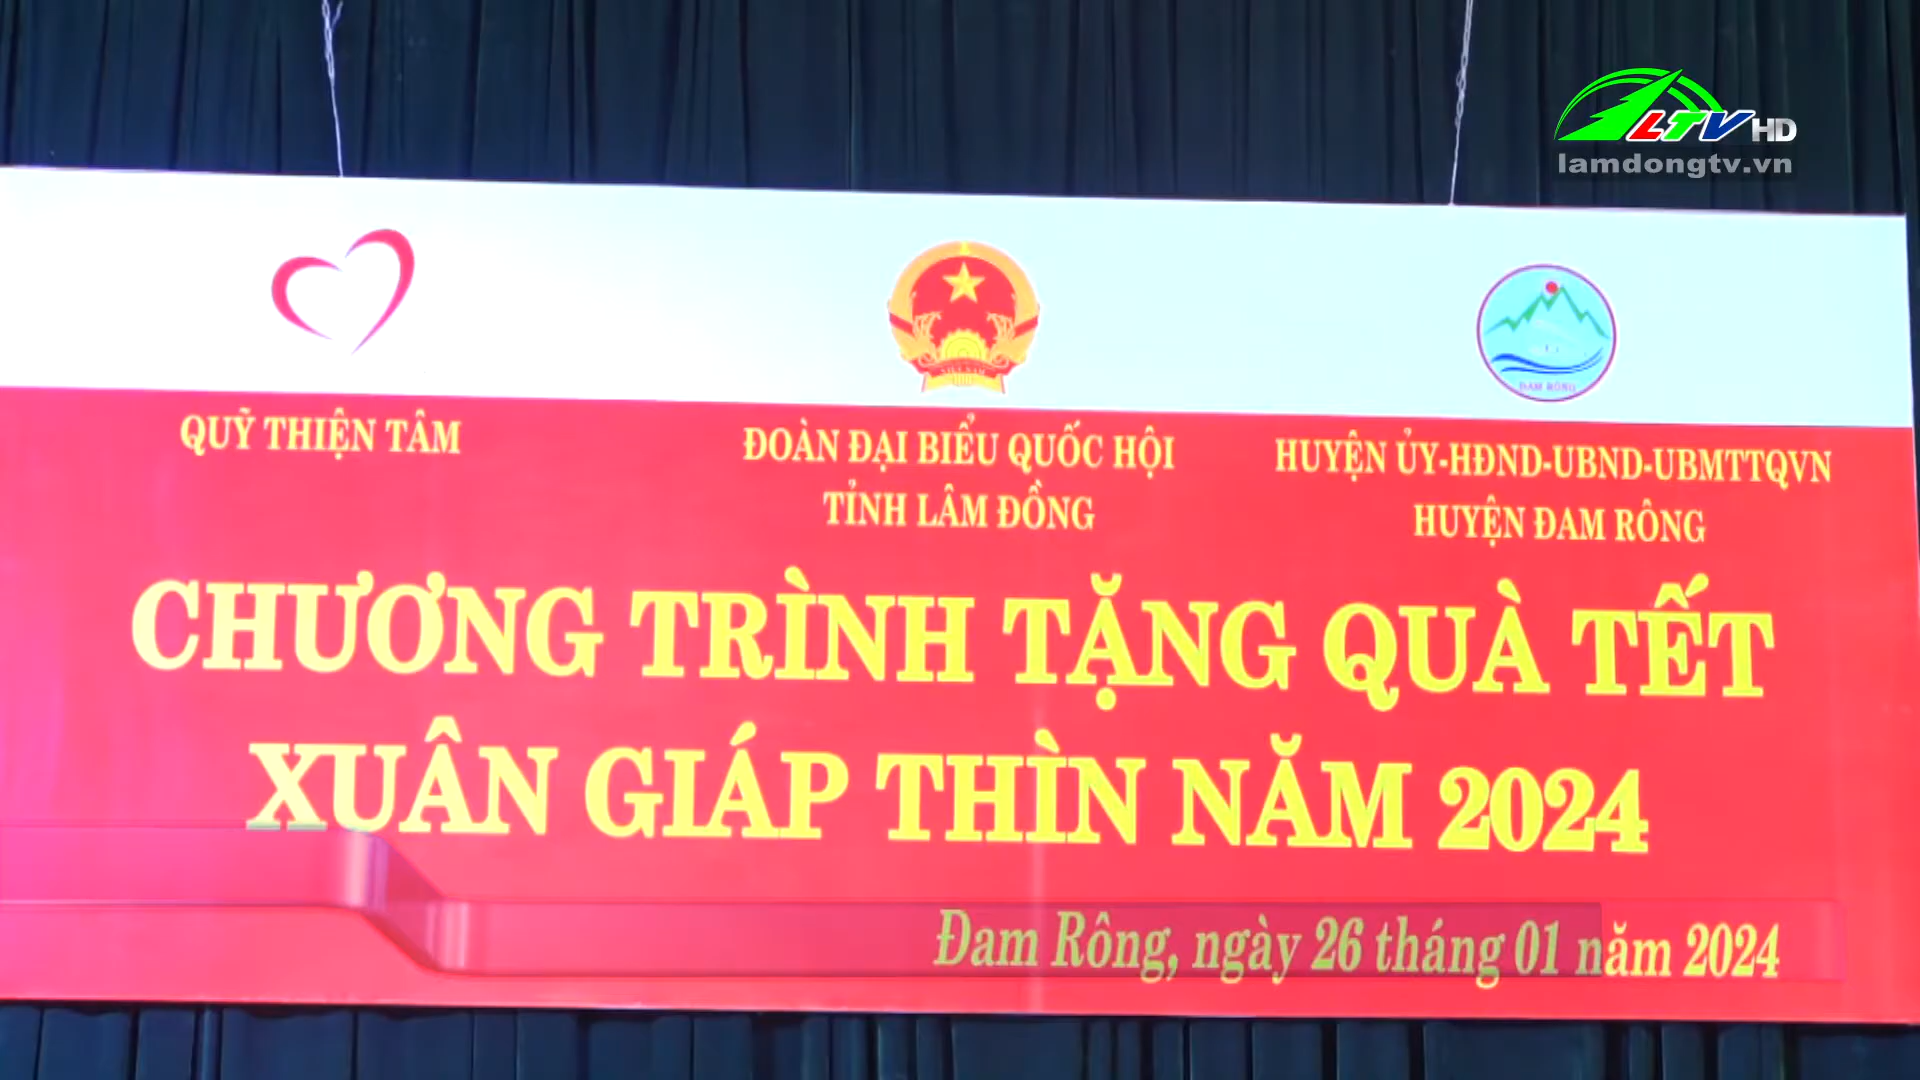 LTV HD
lamdongtv.vn
ĐAM RÔNG
QUỸ THIỆN TÂM
ĐOÀN ĐẠI BIỂU QUỐC HỘI
TỈNH LÂM ĐỒNG
HUYỆN ỦY-HĐND-UBND-UBMTTQVN
HUYỆN ĐAM RÔNG
CHƯƠNG TRÌNH TẶNG QUÀ TẾT
XUÂN GIÁP THÌN NĂM 2024
Đam Rông, ngày 26 tháng 01 năm 2024